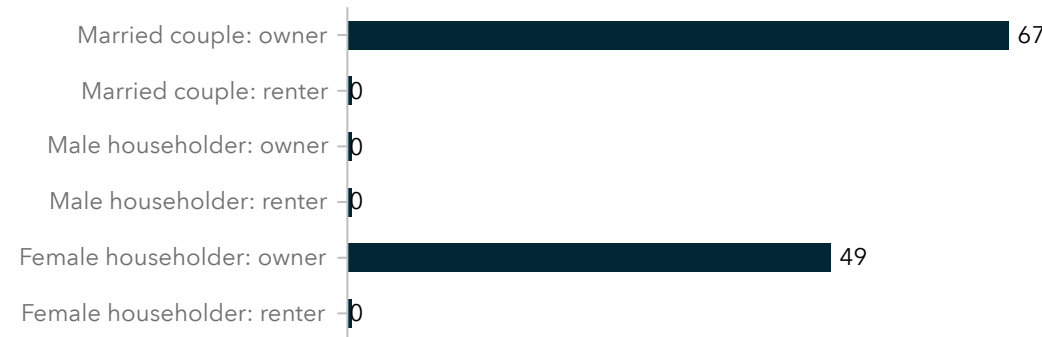 Married couple: owner 67
Married couple: renter 0
Male householder: owner 0
Male householder: renter 0
Female householder: owner 49
Female householder: renter 0